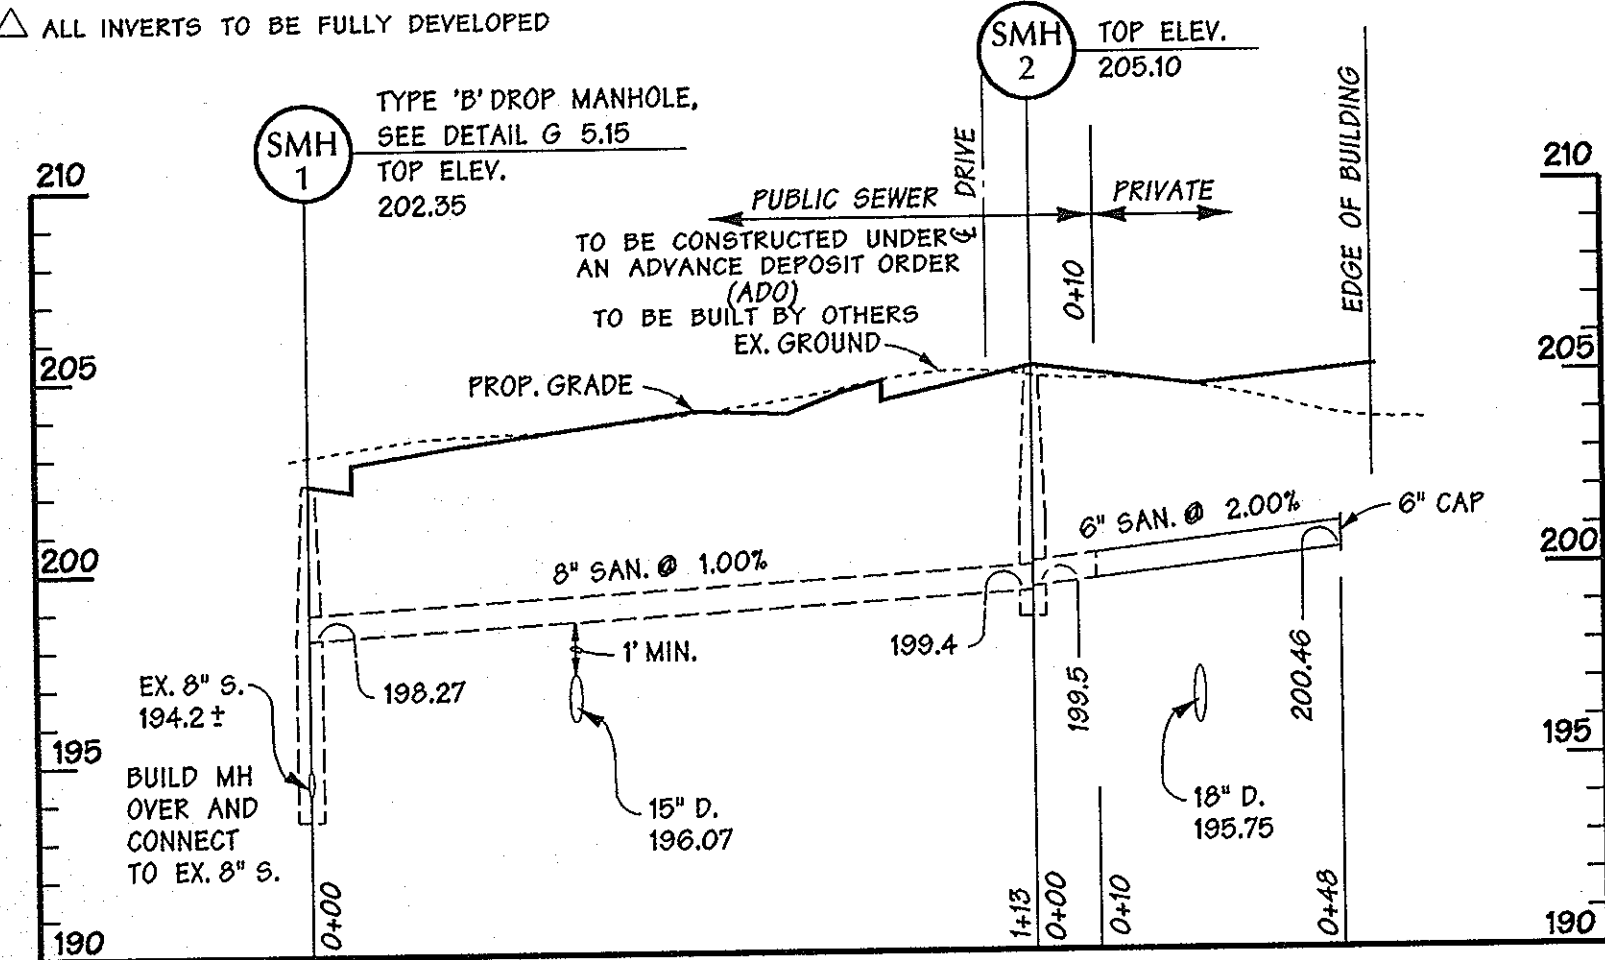 △ ALL INVERTS TO BE FULLY DEVELOPED
SMH
1
TYPE 'B' DROP MANHOLE,
SEE DETAIL G 5.15
TOP ELEV.
202.35
SMH
2
TOP ELEV.
205.10
210
205
200
195
190
PUBLIC SEWER
PRIVATE
℄ DRIVE
EDGE OF BUILDING
TO BE CONSTRUCTED UNDER
AN ADVANCE DEPOSIT ORDER
(ADO)
TO BE BUILT BY OTHERS
EX. GROUND
0+10
PROP. GRADE
8" SAN. @ 1.00%
6" SAN. @ 2.00%
6" CAP
198.27
1' MIN.
199.4
199.5
200.46
EX. 8" S.
194.2 ±
BUILD MH
OVER AND
CONNECT
TO EX. 8" S.
15" D.
196.07
18" D.
195.75
0+00
1+13
0+00
0+10
0+48
210
205
200
195
190